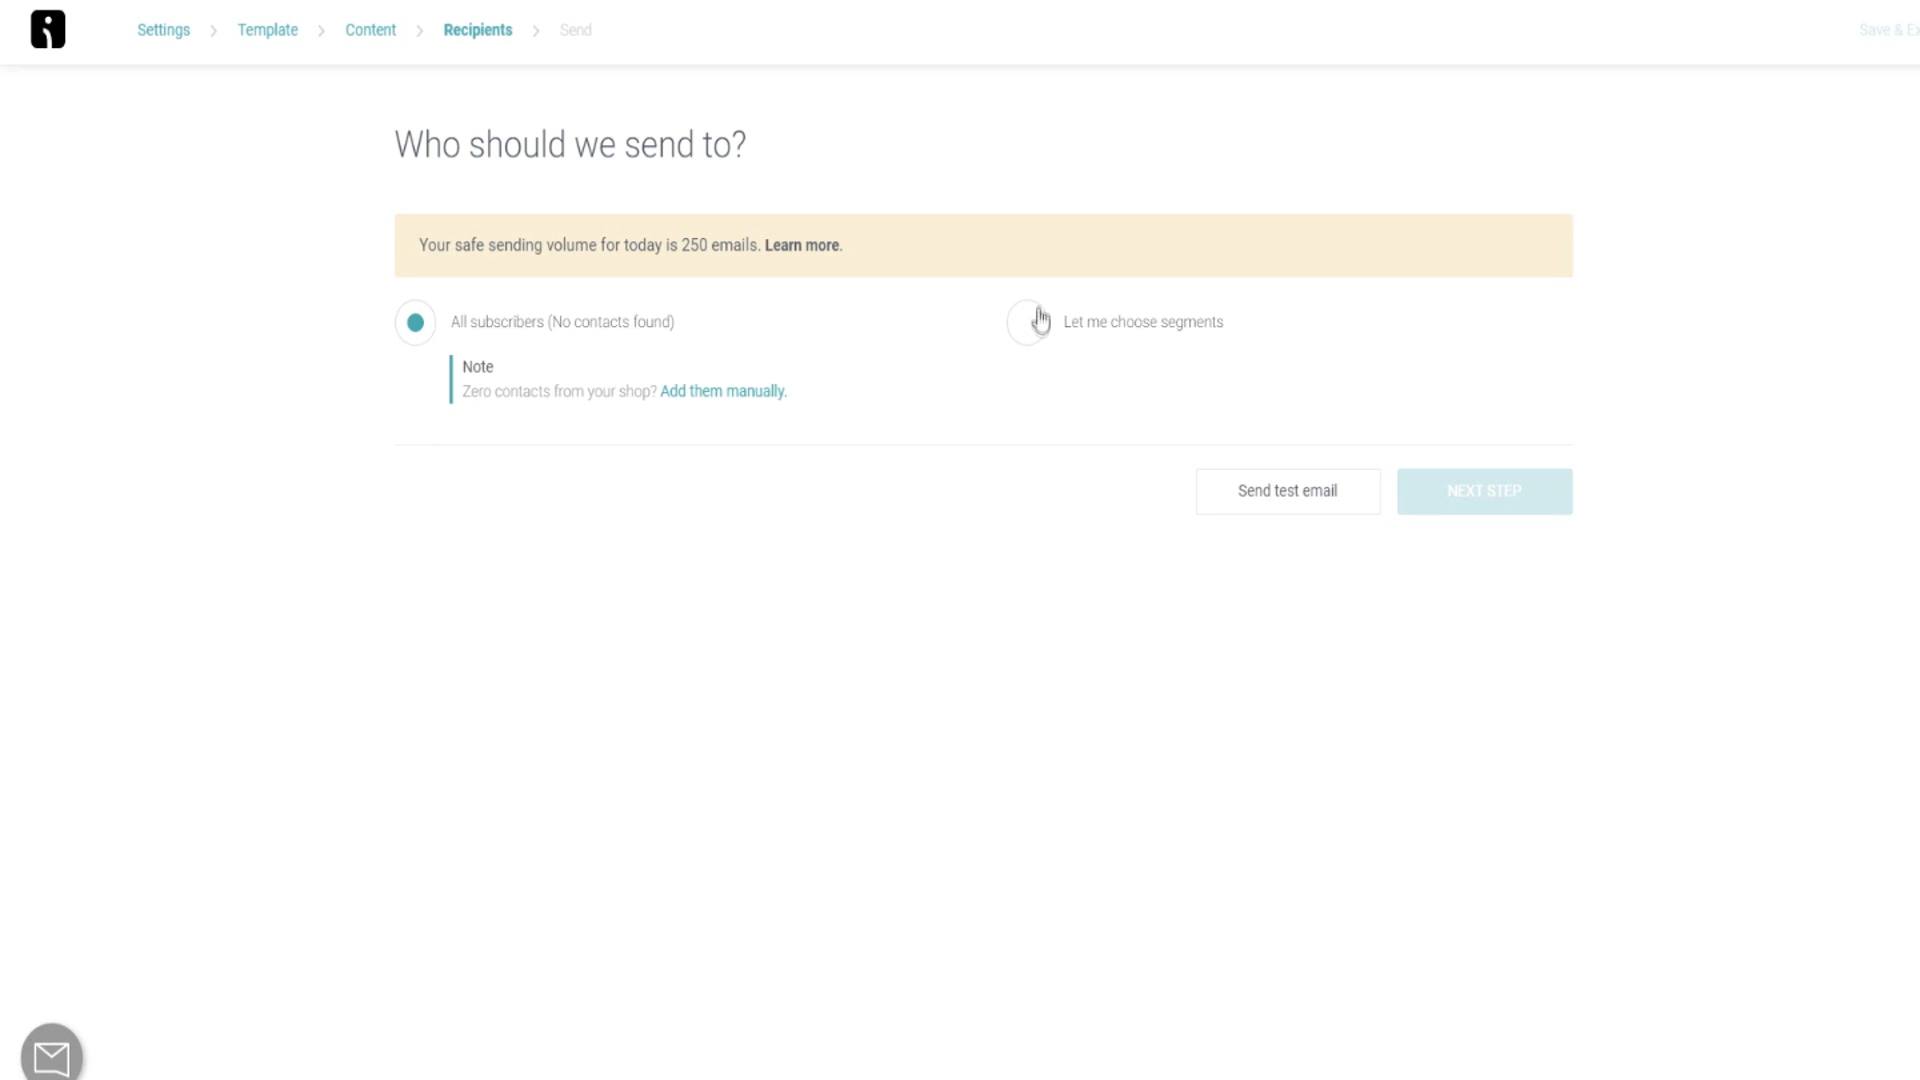 Settings > Template > Content > Recipients > Send
Save & Ex
Who should we send to?
Your safe sending volume for today is 250 emails. Learn more.
All subscribers (No contacts found)
Let me choose segments
Note
Zero contacts from your shop? Add them manually.
Send test email
NEXT STEP